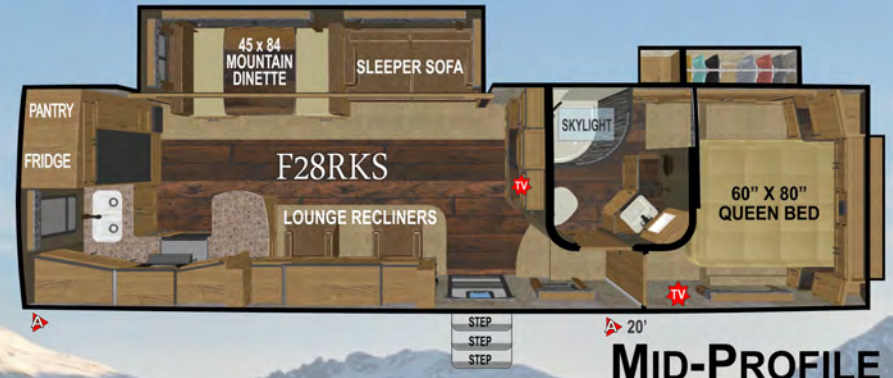 45 x 84
MOUNTAIN
DINETTE
SLEEPER SOFA
PANTRY
SKYLIGHT
FRIDGE
F28RKS
TV
60" X 80"
QUEEN BED
LOUNGE RECLINERS
TV
A
STEP
STEP
STEP
A 20'
MID-PROFILE